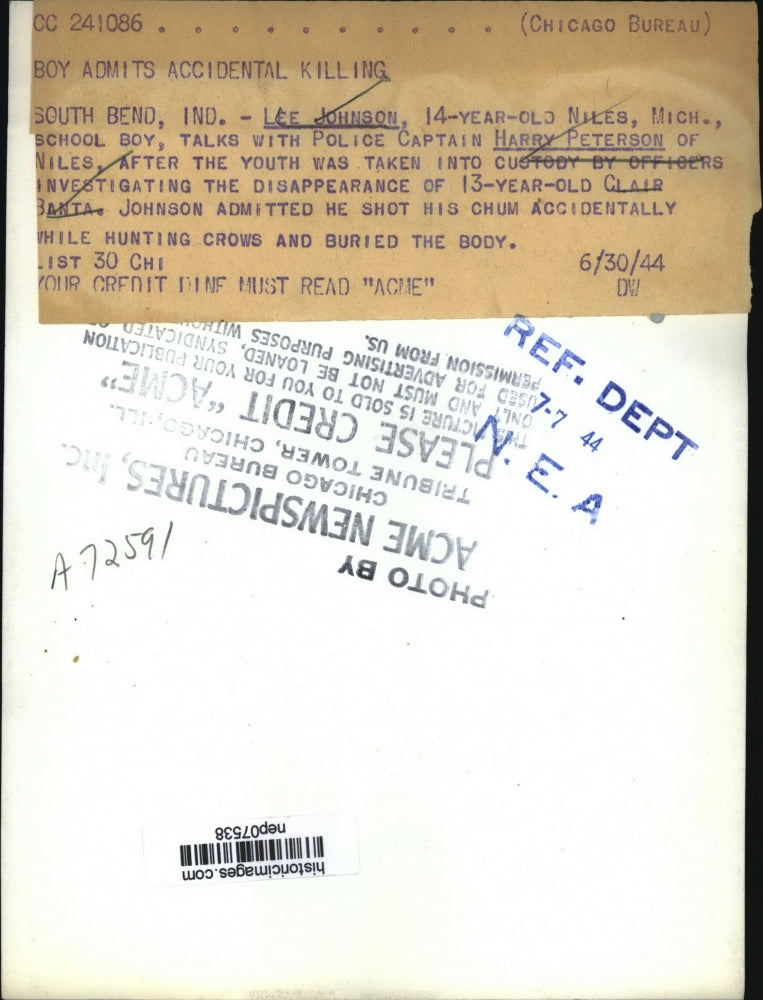 CC 241086 . . . . . . . . . . . (CHICAGO BUREAU)
BOY ADMITS ACCIDENTAL KILLING
SOUTH BEND, IND. - LEE JOHNSON, 14-YEAR-OLD NILES, MICH.,
SCHOOL BOY, TALKS WITH POLICE CAPTAIN HARRY PETERSON OF
NILES, AFTER THE YOUTH WAS TAKEN INTO CUSTODY BY OFFICERS
INVESTIGATING THE DISAPPEARANCE OF 13-YEAR-OLD CLAIR
BANTA. JOHNSON ADMITTED HE SHOT HIS CHUM ACCIDENTALLY
WHILE HUNTING CROWS AND BURIED THE BODY.
LIST 30 CHI 6/30/44
YOUR CREDIT LINE MUST READ "ACME" DW
REF. DEPT
7-7 44
N. E. A
PHOTO BY
ACME NEWSPICTURES, Inc.
CHICAGO BUREAU
TRIBUNE TOWER, CHICAGO, ILL.
PLEASE CREDIT "ACME"
THIS PICTURE IS SOLD TO YOU FOR YOUR PUBLICATION
ONLY AND MUST NOT BE LOANED, SYNDICATED OR
USED FOR ADVERTISING PURPOSES WITHOUT
PERMISSION FROM US.
A72591
historicimages.com
nep07538